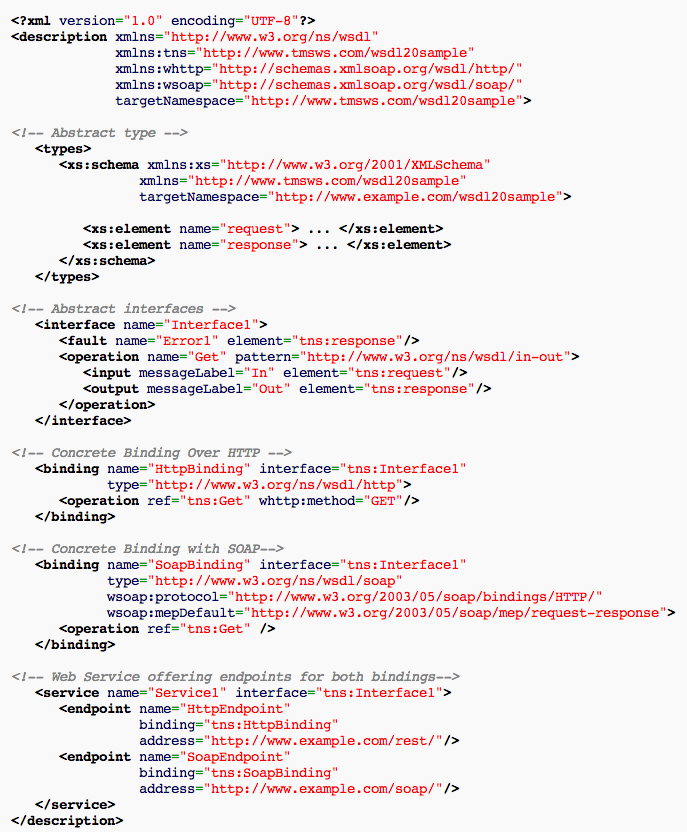 <?xml version="1.0" encoding="UTF-8"?>
<description xmlns="http://www.w3.org/ns/wsdl"
             xmlns:tns="http://www.tmsws.com/wsdl20sample"
             xmlns:whttp="http://schemas.xmlsoap.org/wsdl/http/"
             xmlns:wsoap="http://schemas.xmlsoap.org/wsdl/soap/"
             targetNamespace="http://www.tmsws.com/wsdl20sample">

<!-- Abstract type -->
   <types>
      <xs:schema xmlns:xs="http://www.w3.org/2001/XMLSchema"
                xmlns="http://www.tmsws.com/wsdl20sample"
                targetNamespace="http://www.example.com/wsdl20sample">

         <xs:element name="request"> ... </xs:element>
         <xs:element name="response"> ... </xs:element>
      </xs:schema>
   </types>

<!-- Abstract interfaces -->
   <interface name="Interface1">
      <fault name="Error1" element="tns:response"/>
      <operation name="Get" pattern="http://www.w3.org/ns/wsdl/in-out">
         <input messageLabel="In" element="tns:request"/>
         <output messageLabel="Out" element="tns:response"/>
      </operation>
   </interface>

<!-- Concrete Binding Over HTTP -->
   <binding name="HttpBinding" interface="tns:Interface1"
            type="http://www.w3.org/ns/wsdl/http">
      <operation ref="tns:Get" whttp:method="GET"/>
   </binding>

<!-- Concrete Binding with SOAP-->
   <binding name="SoapBinding" interface="tns:Interface1"
            type="http://www.w3.org/ns/wsdl/soap"
            wsoap:protocol="http://www.w3.org/2003/05/soap/bindings/HTTP/"
            wsoap:mepDefault="http://www.w3.org/2003/05/soap/mep/request-response">
      <operation ref="tns:Get" />
   </binding>

<!-- Web Service offering endpoints for both bindings-->
   <service name="Service1" interface="tns:Interface1">
      <endpoint name="HttpEndpoint"
                binding="tns:HttpBinding"
                address="http://www.example.com/rest/"/>
      <endpoint name="SoapEndpoint"
                binding="tns:SoapBinding"
                address="http://www.example.com/soap/"/>
   </service>
</description>